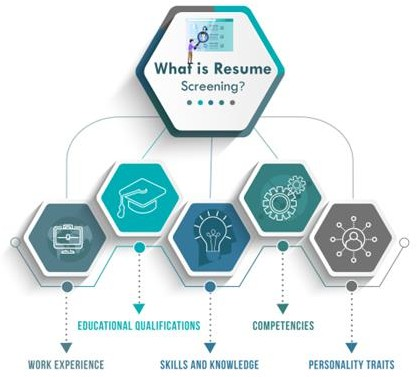 What is Resume
Screening?
EDUCATIONAL QUALIFICATIONS
COMPETENCIES
WORK EXPERIENCE
SKILLS AND KNOWLEDGE
PERSONALITY TRAITS